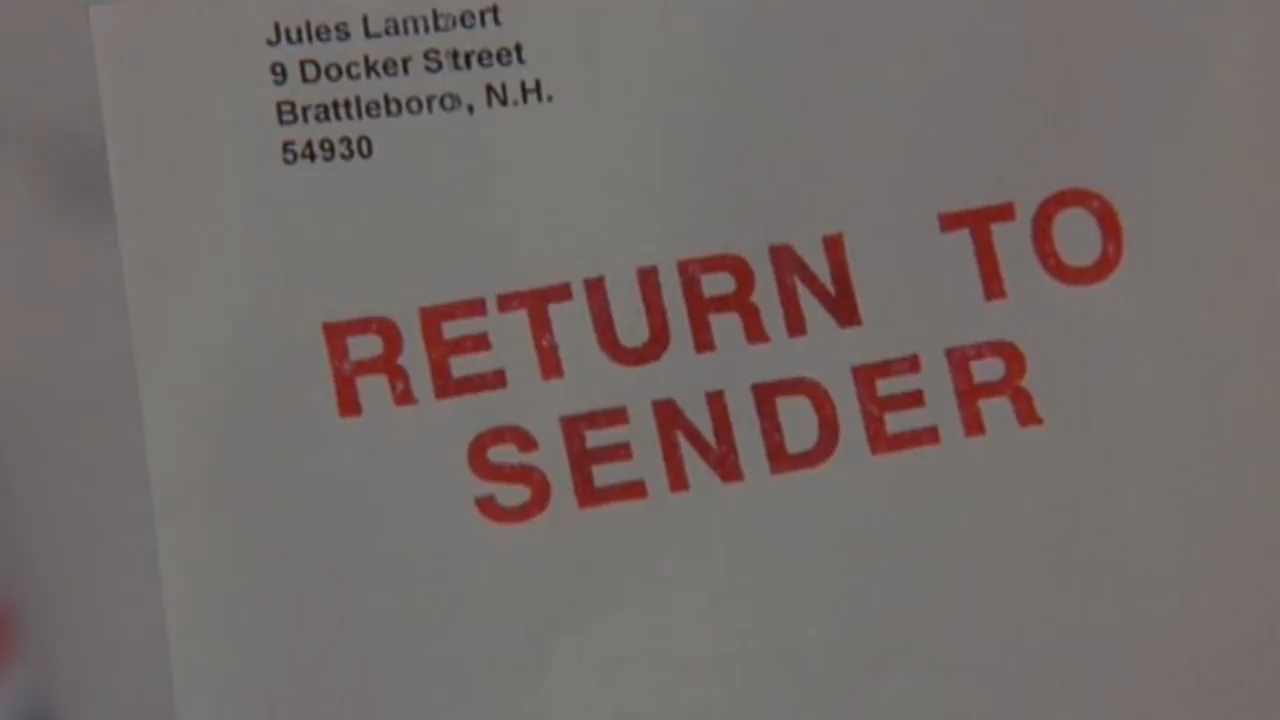 Jules Lambert
9 Docker Street
Brattleboro, N.H.
54930
RETURN TO
SENDER